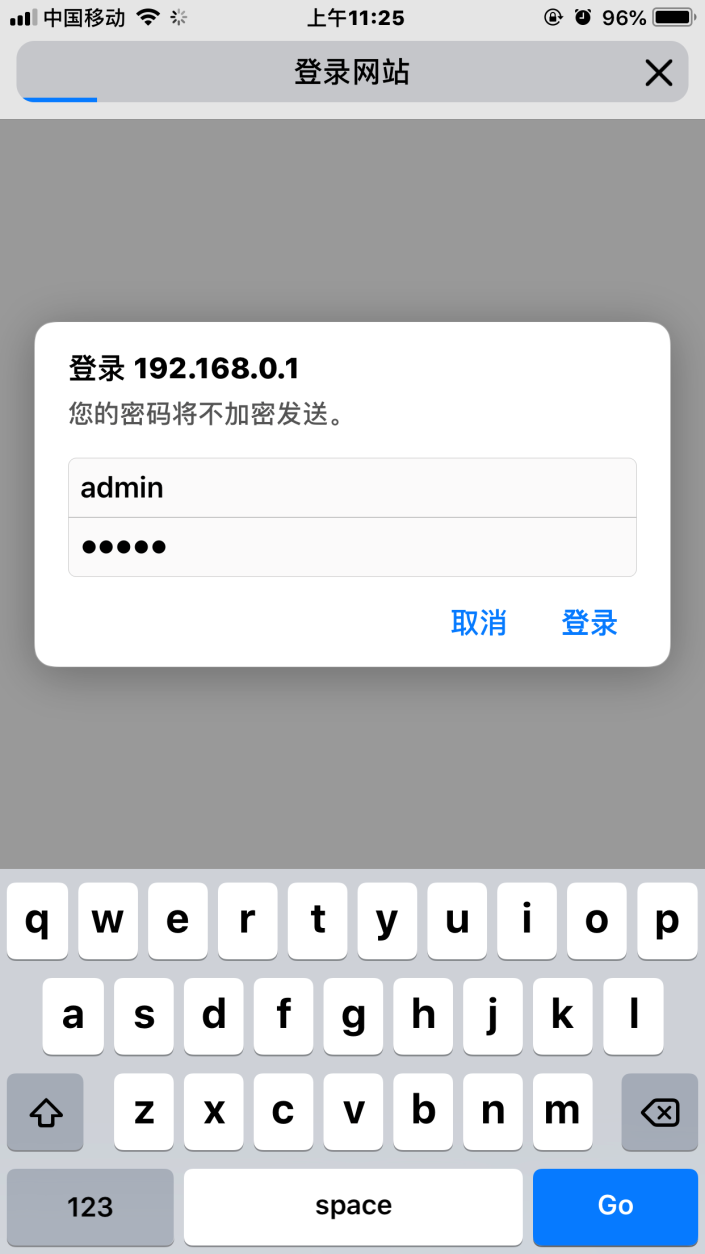 中国移动 上午11:25 96%
登录网站
登录 192.168.0.1
您的密码将不加密发送。
admin
•••••
取消 登录
q w e r t y u i o p
a s d f g h j k l
z x c v b n m
123 space Go